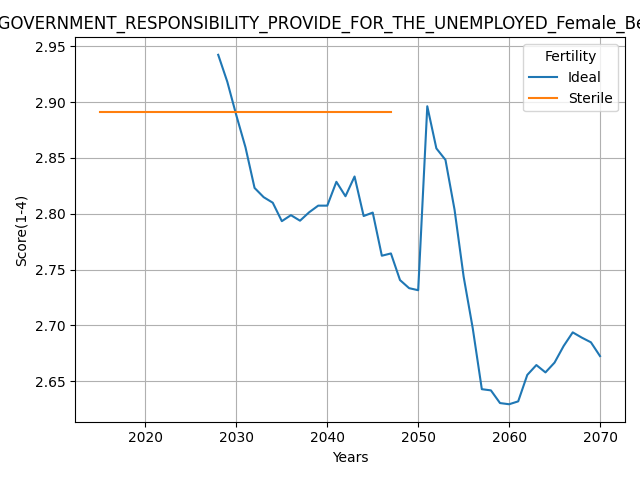 GOVERNMENT_RESPONSIBILITY_PROVIDE_FOR_THE_UNEMPLOYED_Female_Be
Fertility
Ideal
Sterile
2.95
2.90
2.85
2.80
2.75
2.70
2.65
Score(1-4)
2020 2030 2040 2050 2060 2070
Years